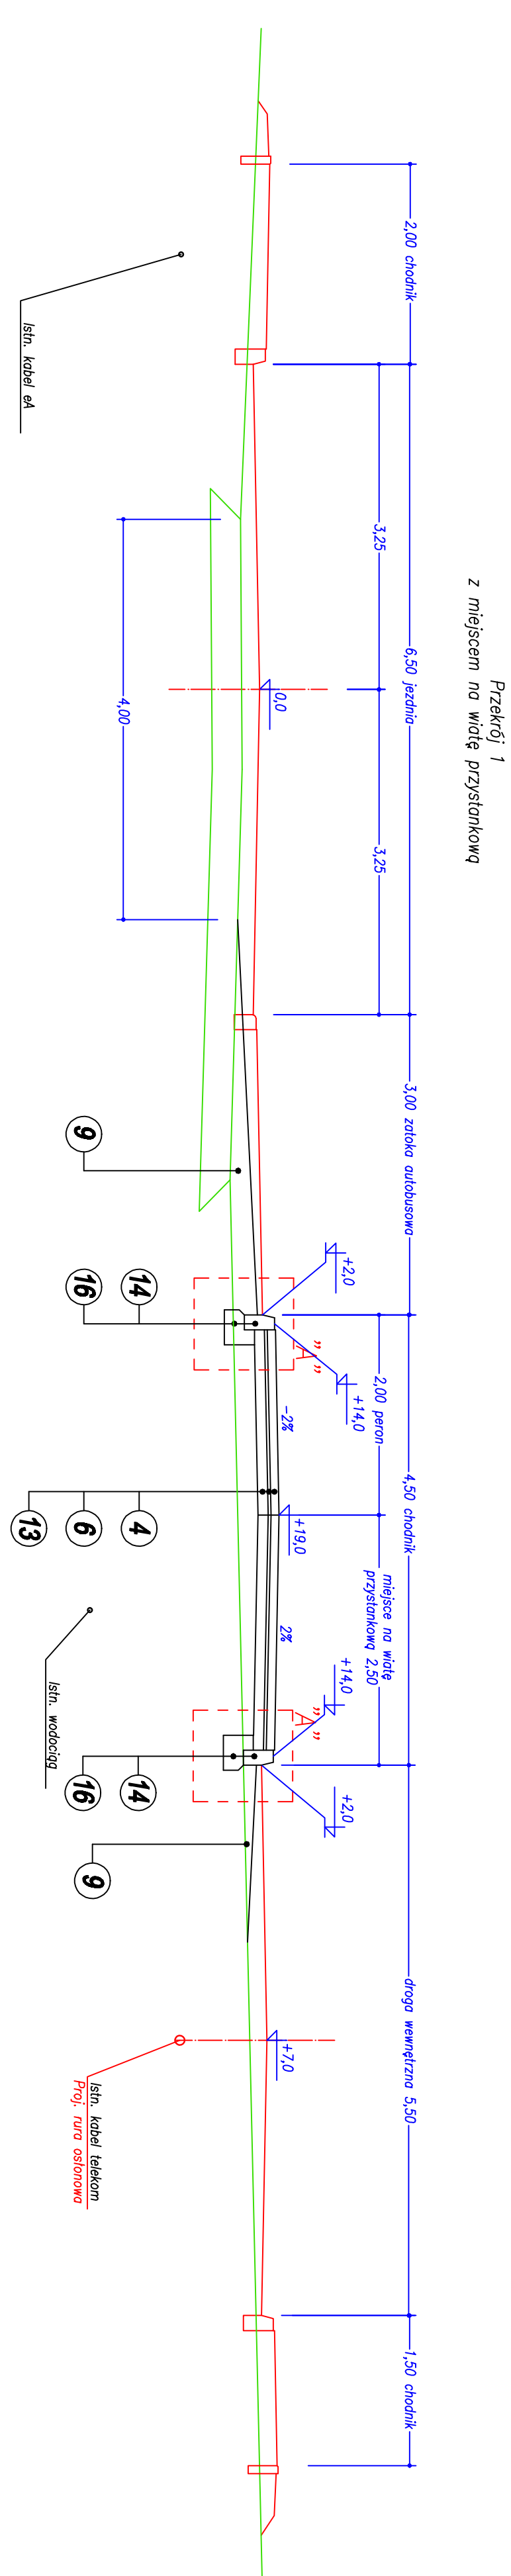 Przekrój 1
z miejscem na wiatę przystankową
2,00 chodnik
6,50 jezdnia
3,00 zatoka autobusowa
4,50 chodnik
droga wewnętrzna 5,50
1,50 chodnik
3,25
3,25
2,00 peron
miejsce na wiatę
przystankową 2,50
0,0
+2,0
+14,0
„A”
-2%
+19,0
2%
+14,0
+2,0
„A”
+7,0
4,00
Istn. kabel eA
9
14
16
4
6
13
Istn. wodociąg
14
16
9
Istn. kabel telekom
Proj. rura osłonowa